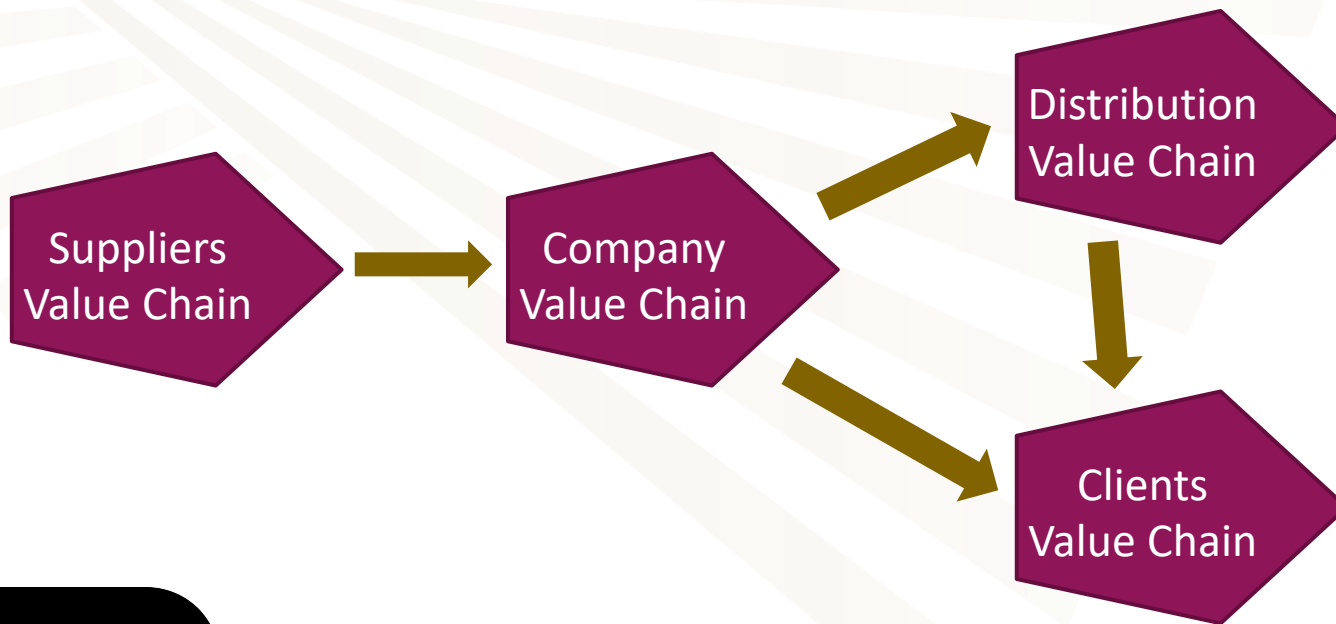 Suppliers
Value Chain
Company
Value Chain
Distribution
Value Chain
Clients
Value Chain